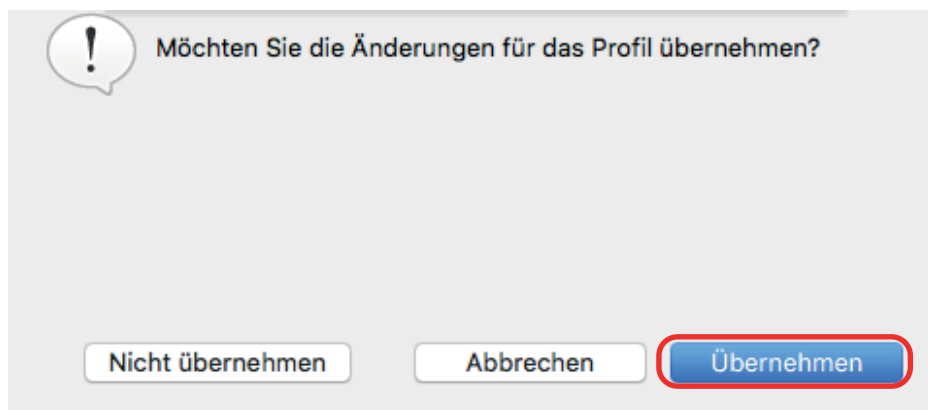 Möchten Sie die Änderungen für das Profil übernehmen?
Nicht übernehmen Abbrechen Übernehmen